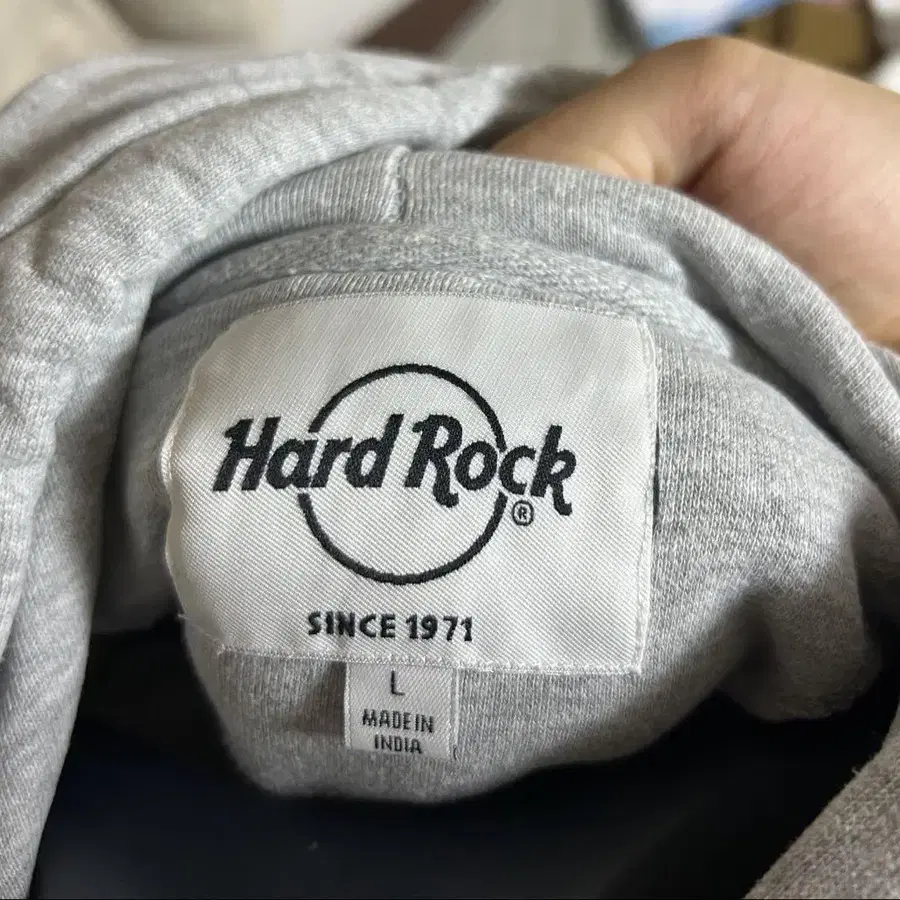 Hard Rock
®
SINCE 1971
L
MADE IN
INDIA